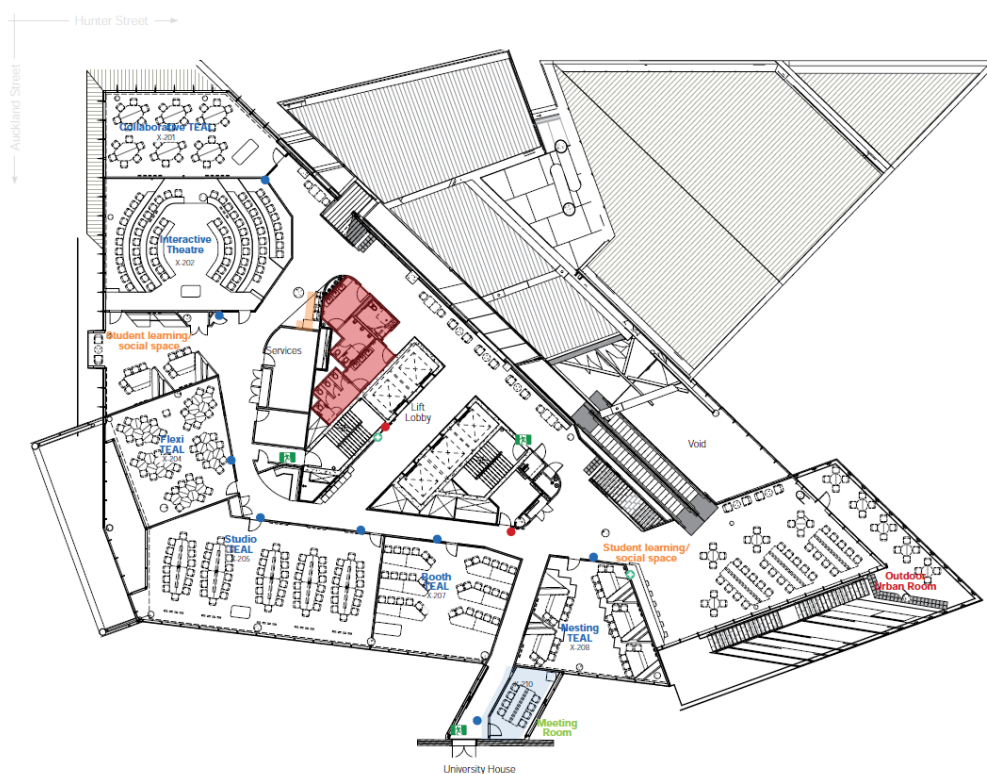 Hunter Street
Auckland Street
Collaborative TEAL
X-201
Interactive
Theatre
X-202
Student learning/
social space
Services
Lift
Lobby
Flexi
TEAL
X-204
Void
Studio
TEAL
X-205
Booth
TEAL
X-207
Student learning/
social space
Outdoor
Urban Room
Nesting
TEAL
X-208
X-210
Meeting
Room
University House